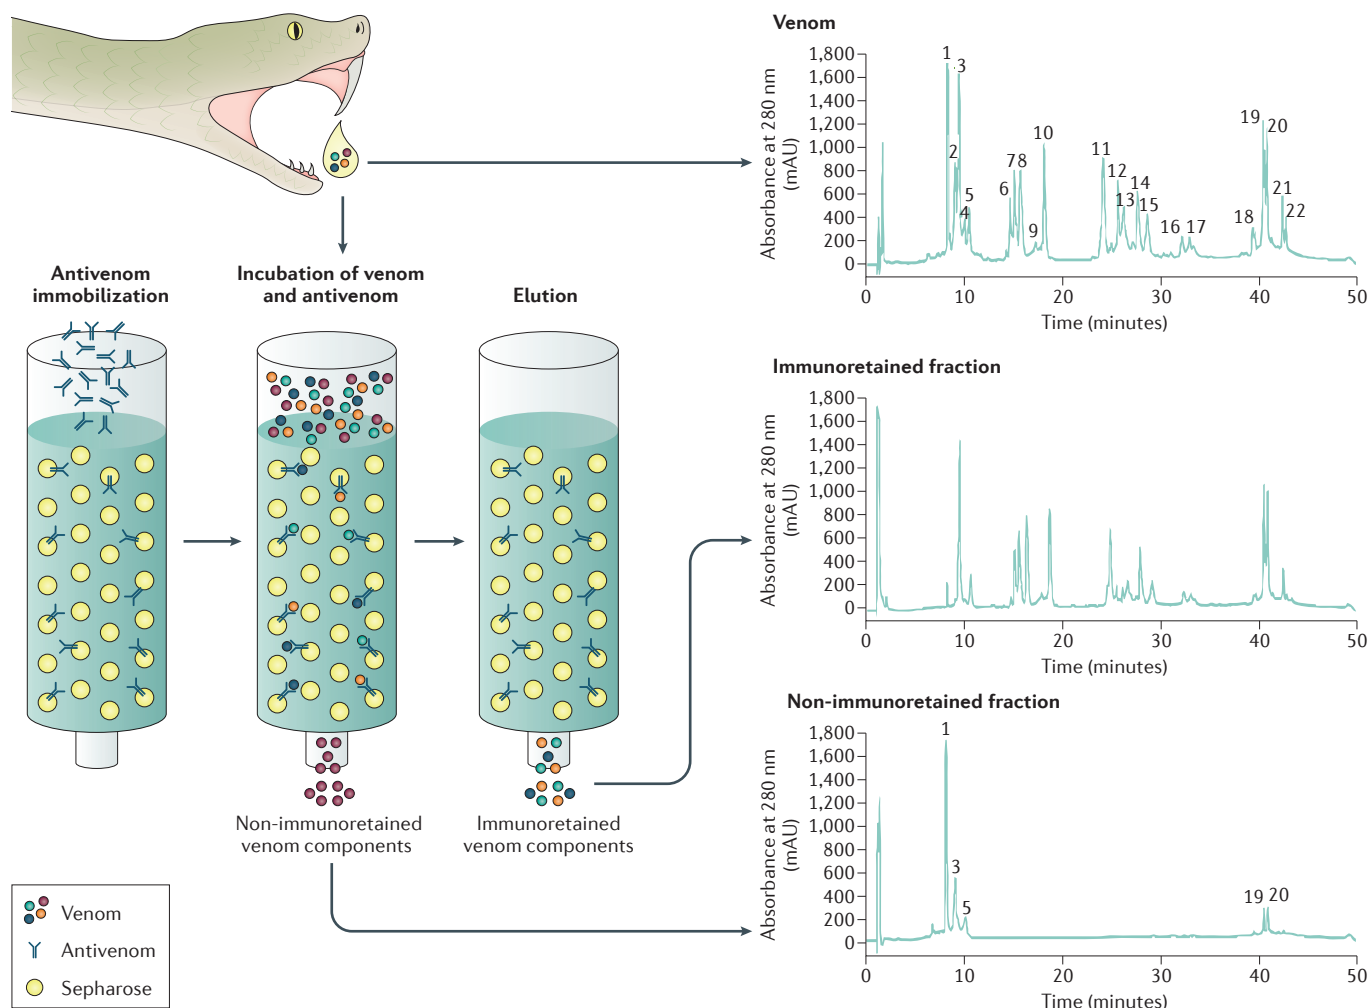 Venom
Absorbance at 280 nm
(mAU)
1,800
1,600
1,400
1,200
1,000
800
600
400
200
0
1
2
3
4
5
6
7
8
9
10
11
12
13
14
15
16
17
18
19
20
21
22
0 10 20 30 40 50
Time (minutes)
Antivenom
immobilization
Incubation of venom
and antivenom
Elution
Immunoretained fraction
Absorbance at 280 nm
(mAU)
1,800
1,600
1,400
1,200
1,000
800
600
400
200
0
0 10 20 30 40 50
Time (minutes)
Non-immunoretained
venom components
Immunoretained
venom components
Non-immunoretained fraction
Absorbance at 280 nm
(mAU)
1,800
1,600
1,400
1,200
1,000
800
600
400
200
0
1
3
5
19
20
0 10 20 30 40 50
Time (minutes)
Venom
Antivenom
Sepharose